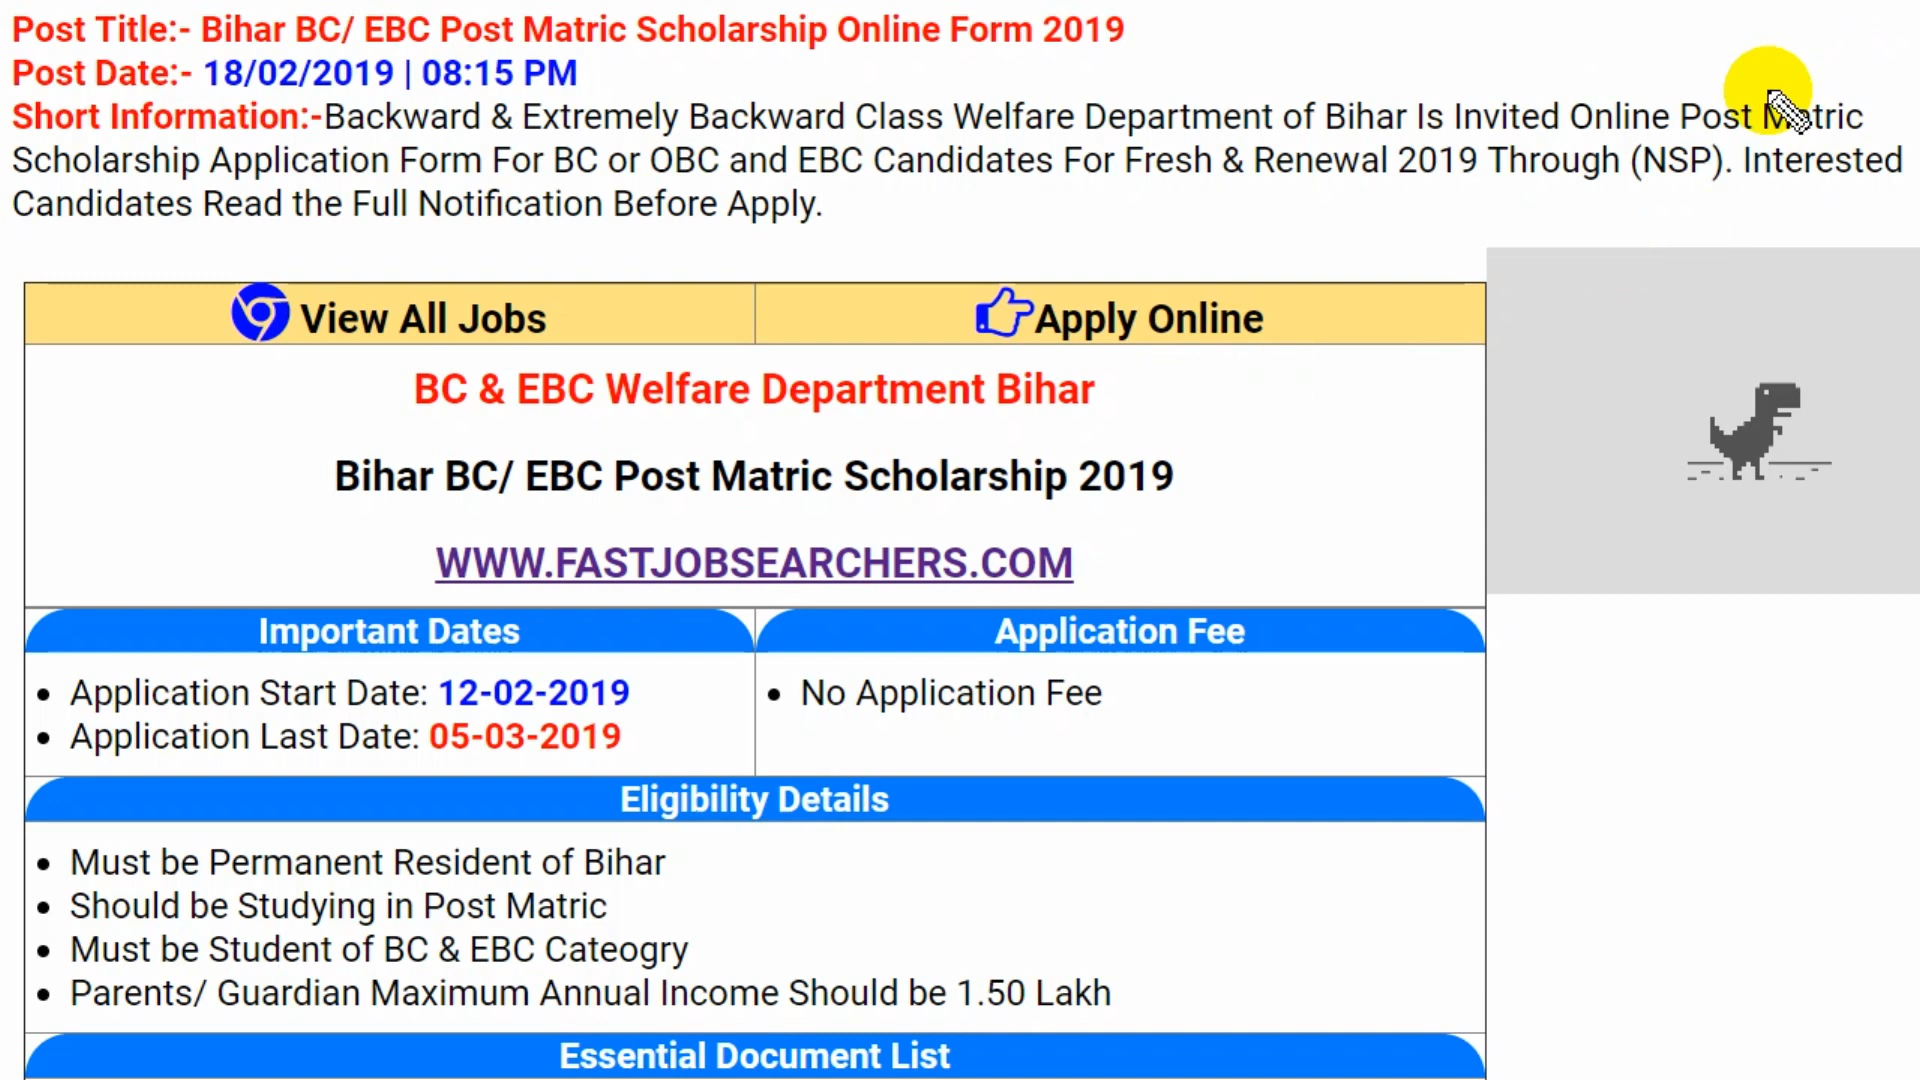 Post Title:- Bihar BC/ EBC Post Matric Scholarship Online Form 2019
Post Date:- 18/02/2019 | 08:15 PM
Short Information:-Backward & Extremely Backward Class Welfare Department of Bihar Is Invited Online Post Matric
Scholarship Application Form For BC or OBC and EBC Candidates For Fresh & Renewal 2019 Through (NSP). Interested
Candidates Read the Full Notification Before Apply.
View All Jobs
Apply Online
BC & EBC Welfare Department Bihar
Bihar BC/ EBC Post Matric Scholarship 2019
WWW.FASTJOBSEARCHERS.COM
Important Dates
Application Start Date: 12-02-2019
Application Last Date: 05-03-2019
Application Fee
No Application Fee
Eligibility Details
Must be Permanent Resident of Bihar
Should be Studying in Post Matric
Must be Student of BC & EBC Cateogry
Parents/ Guardian Maximum Annual Income Should be 1.50 Lakh
Essential Document List